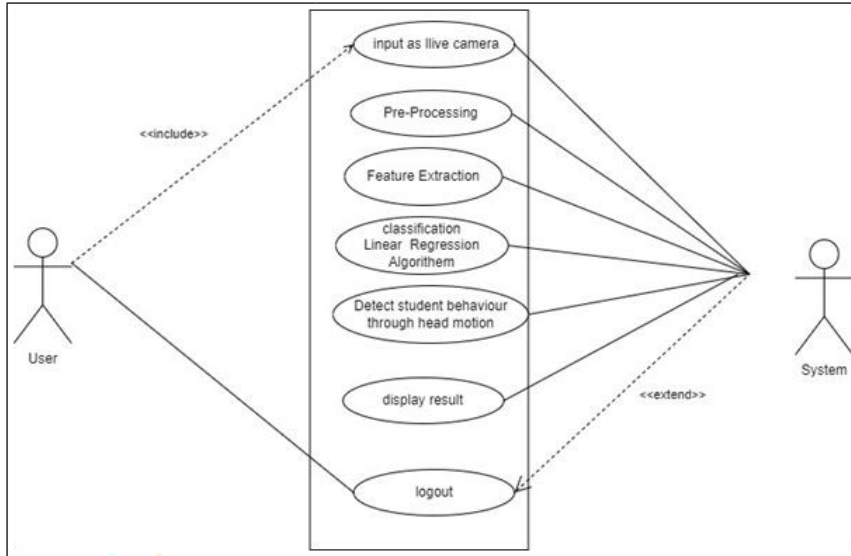 input as llive camera
Pre-Processing
<<include>>
Feature Extraction
classification
Linear Regression
Algorithem
Detect student behaviour
through head motion
User
System
<<extend>>
display result
logout